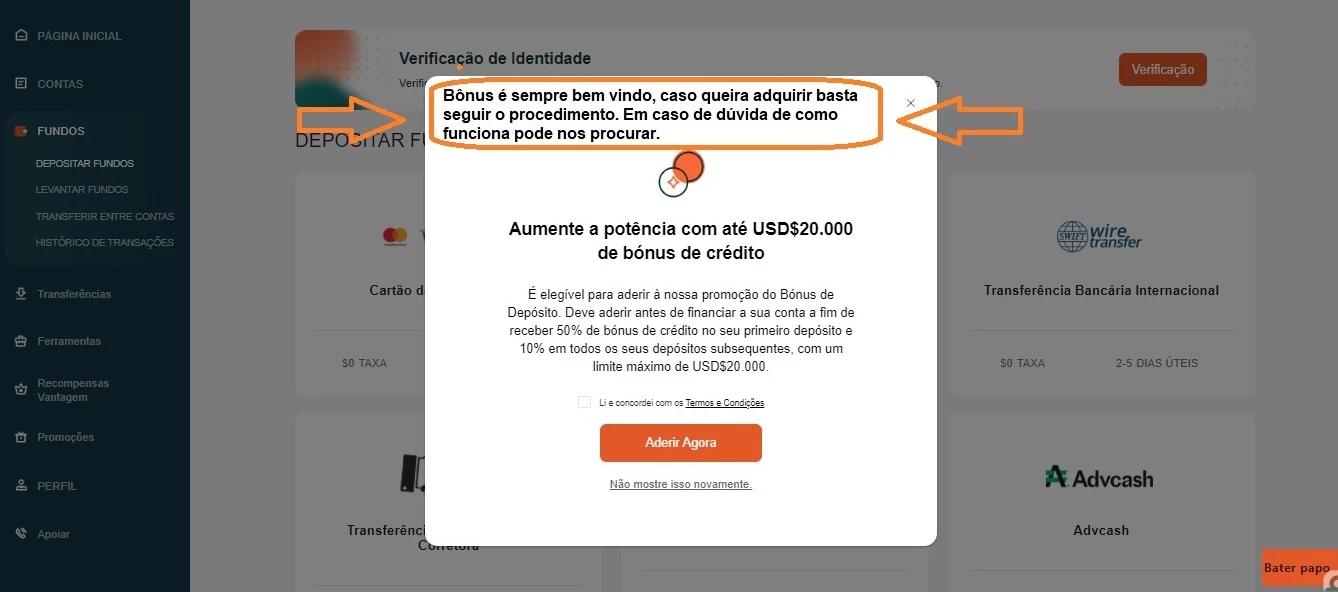 PÁGINA INICIAL
CONTAS
FUNDOS
DEPOSITAR FUNDOS
LEVANTAR FUNDOS
TRANSFERIR ENTRE CONTAS
HISTÓRICO DE TRANSAÇÕES
Transferências
Ferramentas
Recompensas
Vantagem
Promoções
PERFIL
Apoiar
Verificação de Identidade
Verificação
DEPOSITAR
Bônus é sempre bem vindo, caso queira adquirir basta
seguir o procedimento. Em caso de dúvida de como
funciona pode nos procurar.
Aumente a potência com até USD$20.000
de bónus de crédito
É elegível para aderir à nossa promoção do Bónus de
Depósito. Deve aderir antes de financiar a sua conta a fim de
receber 50% de bónus de crédito no seu primeiro depósito e
10% em todos os seus depósitos subsequentes, com um
limite máximo de USD$20.000.
Li e concordei com os Termos e Condições
Aderir Agora
Não mostre isso novamente.
mastercard
Cartão
$0 TAXA
SWIFT wire
transfer
Transferência Bancária Internacional
$0 TAXA 2-5 DIAS ÚTEIS
Corretora
Advcash
Advcash
Bater papo